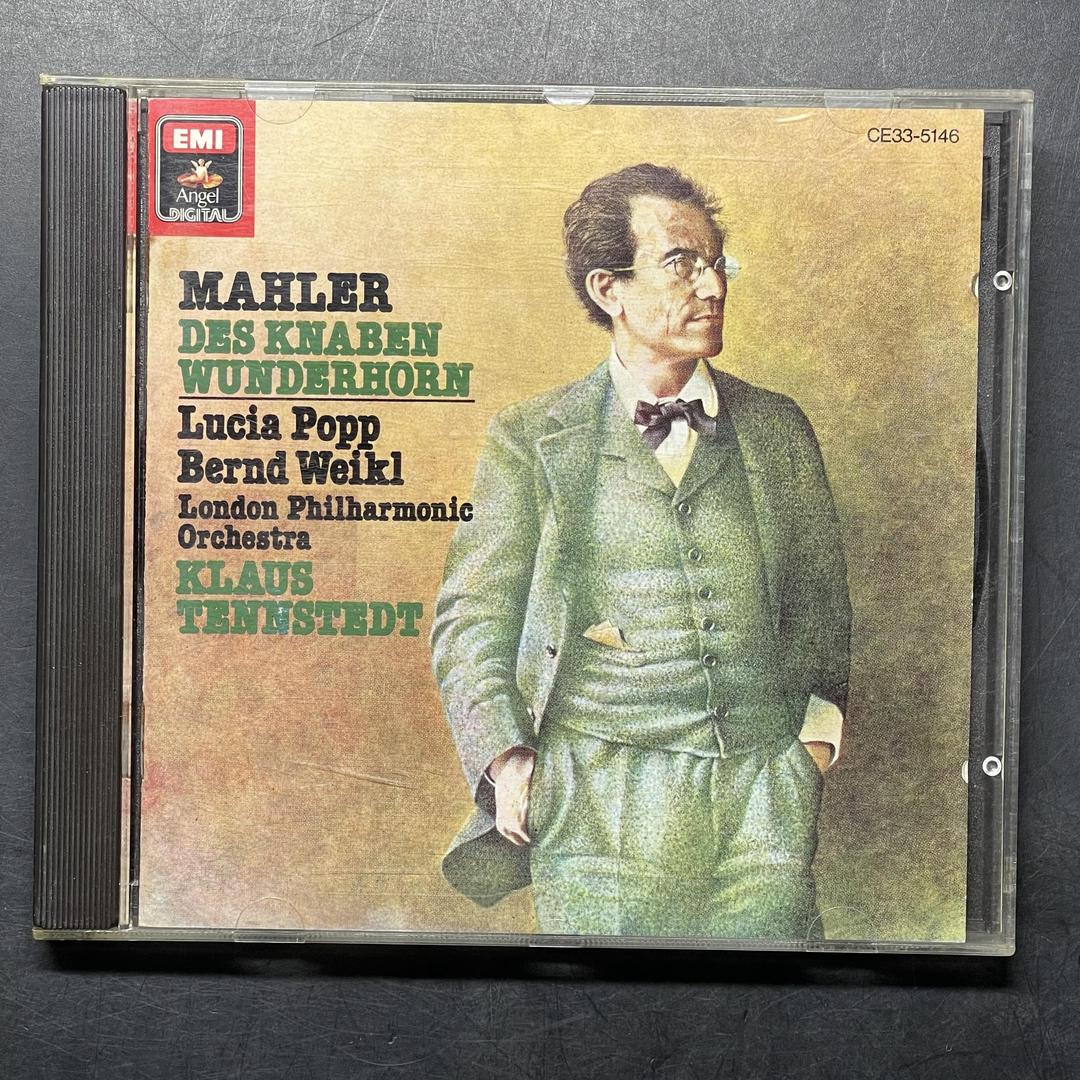 EMI
Angel
DIGITAL
CE33-5146
MAHLER
DES KNABEN
WUNDERHORN
Lucia Popp
Bernd Weikl
London Philharmonic
Orchestra
KLAUS
TENNSTEDT